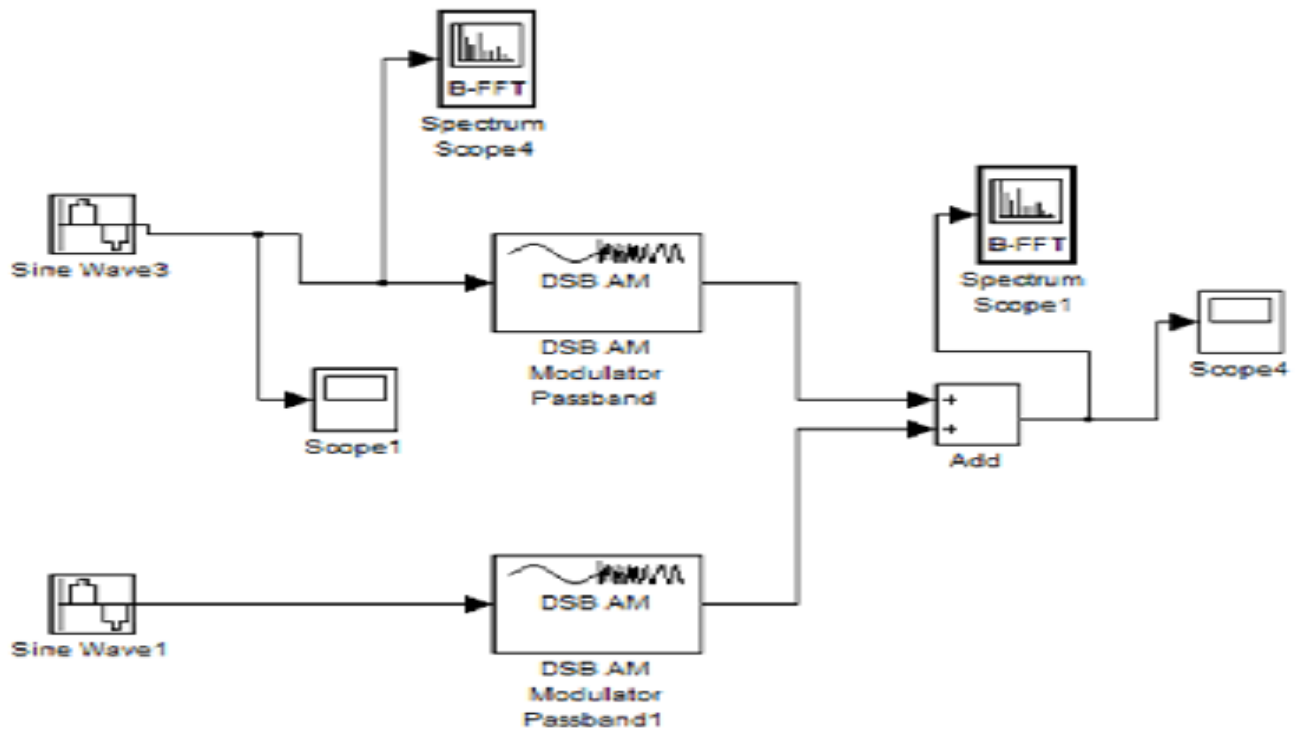 B-FFT
Spectrum
Scope4
Sine Wave3
DSB AM
DSB AM
Modulator
Passband
Scope1
B-FFT
Spectrum
Scope1
Scope4
+
+
Add
Sine Wave1
DSB AM
DSB AM
Modulator
Passband1